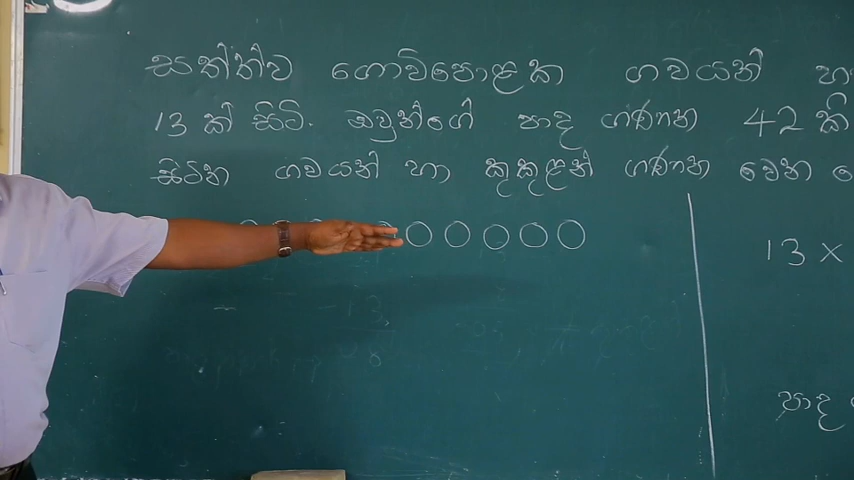 සත්ත්ව ගොවිපොළක ගවයන් හා
13 ක් සිටී. ඔවුන්ගේ පාද ගණන 42 කි
සිටින ගවයන් හා කුකුළන් ගණන වෙන
13 ×
පාද